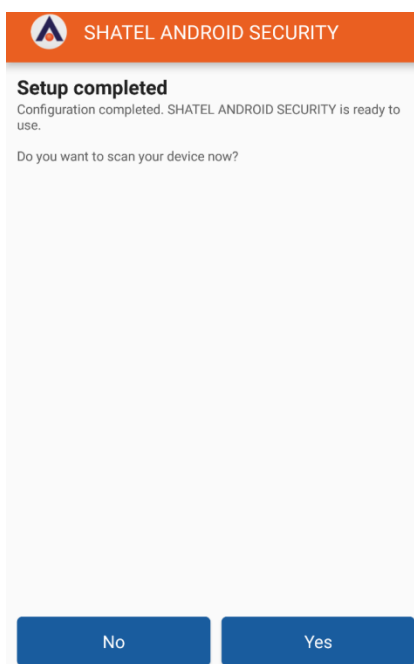 SHATEL ANDROID SECURITY
Setup completed
Configuration completed. SHATEL ANDROID SECURITY is ready to
use.
Do you want to scan your device now?
No
Yes